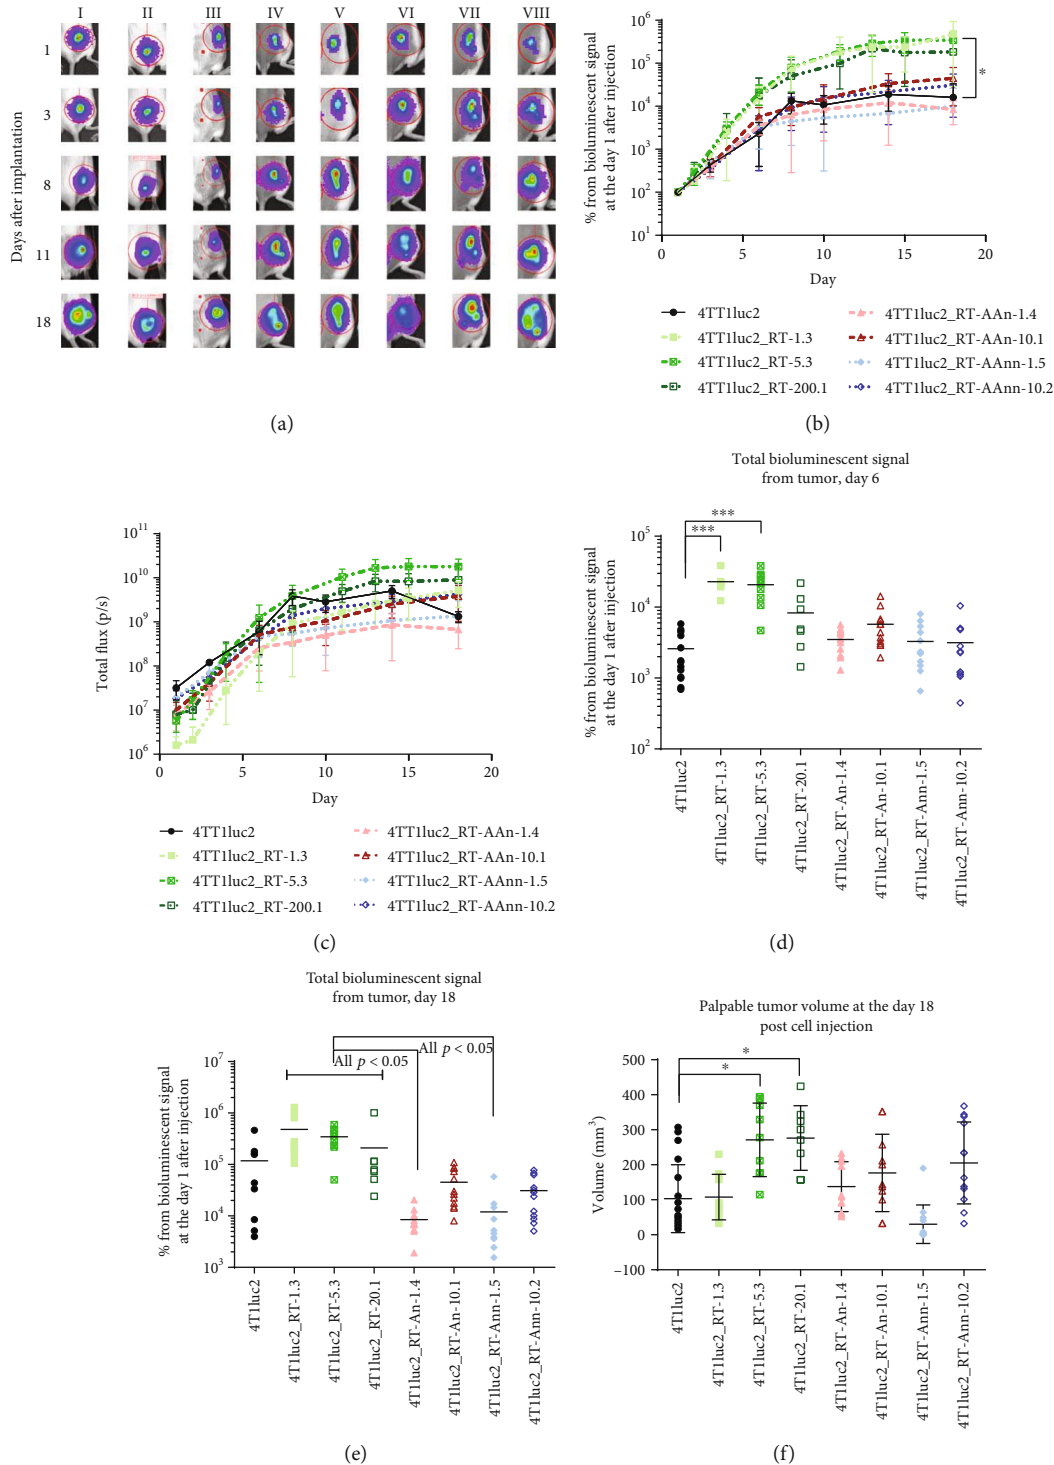 I II III IV V VI VII VIII
Days after implantation
1
3
8
11
18
(a)
% from bioluminescent signal
at the day 1 after injection
10^6
10^5
10^4
10^3
10^2
10^1
*
0 5 10 15 20
Day
4TT1luc2
4TT1luc2_RT-1.3
4TT1luc2_RT-5.3
4TT1luc2_RT-200.1
4TT1luc2_RT-AAn-1.4
4TT1luc2_RT-AAn-10.1
4TT1luc2_RT-AAnn-1.5
4TT1luc2_RT-AAnn-10.2
(b)
Total flux (p/s)
10^11
10^10
10^9
10^8
10^7
10^6
0 5 10 15 20
Day
4TT1luc2
4TT1luc2_RT-1.3
4TT1luc2_RT-5.3
4TT1luc2_RT-200.1
4TT1luc2_RT-AAn-1.4
4TT1luc2_RT-AAn-10.1
4TT1luc2_RT-AAnn-1.5
4TT1luc2_RT-AAnn-10.2
(c)
Total bioluminescent signal
from tumor, day 6
% from bioluminescent signal
at the day 1 after injection
10^5
10^4
10^3
10^2
***
***
4T1luc2
4T1luc2_RT-1.3
4T1luc2_RT-5.3
4T1luc2_RT-20.1
4T1luc2_RT-An-1.4
4T1luc2_RT-An-10.1
4T1luc2_RT-Ann-1.5
4T1luc2_RT-Ann-10.2
(d)
Total bioluminescent signal
from tumor, day 18
% from bioluminescent signal
at the day 1 after injection
10^7
10^6
10^5
10^4
10^3
All p < 0.05
All p < 0.05
4T1luc2
4T1luc2_RT-1.3
4T1luc2_RT-5.3
4T1luc2_RT-20.1
4T1luc2_RT-An-1.4
4T1luc2_RT-An-10.1
4T1luc2_RT-Ann-1.5
4T1luc2_RT-Ann-10.2
(e)
Palpable tumor volume at the day 18
post cell injection
Volume (mm^3)
500
400
300
200
100
0
−100
*
*
4T1luc2
4T1luc2_RT-1.3
4T1luc2_RT-5.3
4T1luc2_RT-20.1
4T1luc2_RT-An-1.4
4T1luc2_RT-An-10.1
4T1luc2_RT-Ann-1.5
4T1luc2_RT-Ann-10.2
(f)